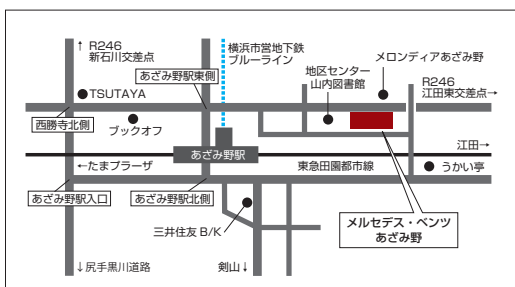 ↑ R246
新石川交差点
あざみ野駅東側
横浜市営地下鉄
ブルーライン
地区センター
山内図書館
メロンディアあざみ野
R246
江田東交差点→
TSUTAYA
西勝寺北側
ブックオフ
あざみ野駅
江田→
←たまプラーザ
東急田園都市線
うかい亭
あざみ野駅入口
あざみ野駅北側
メルセデス・ベンツ
あざみ野
三井住友 B/K
↓尻手黒川道路
剣山↓